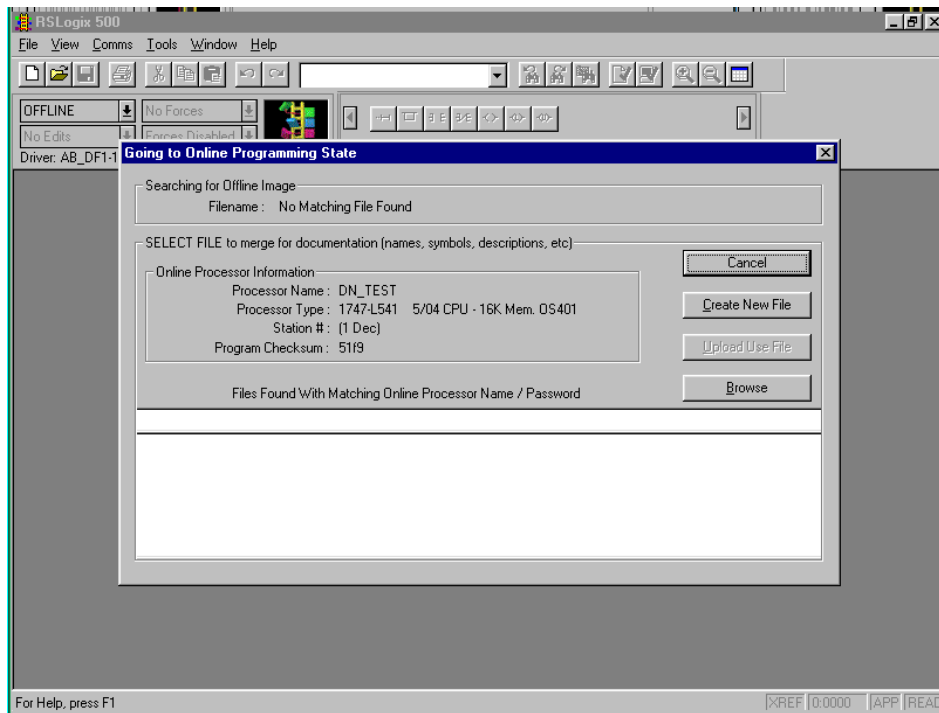 RSLogix 500
File View Comms Tools Window Help
OFFLINE No Forces
No Edits Forces Disabled
Driver: AB_DF1-1
Going to Online Programming State
Searching for Offline Image
Filename : No Matching File Found
SELECT FILE to merge for documentation (names, symbols, descriptions, etc)
Cancel
Online Processor Information
Processor Name : DN_TEST
Create New File
Processor Type : 1747-L541 5/04 CPU - 16K Mem. OS401
Station # : (1 Dec)
Program Checksum : 51f9
Upload Use File
Files Found With Matching Online Processor Name / Password
Browse
For Help, press F1
XREF 0:0000 APP READ